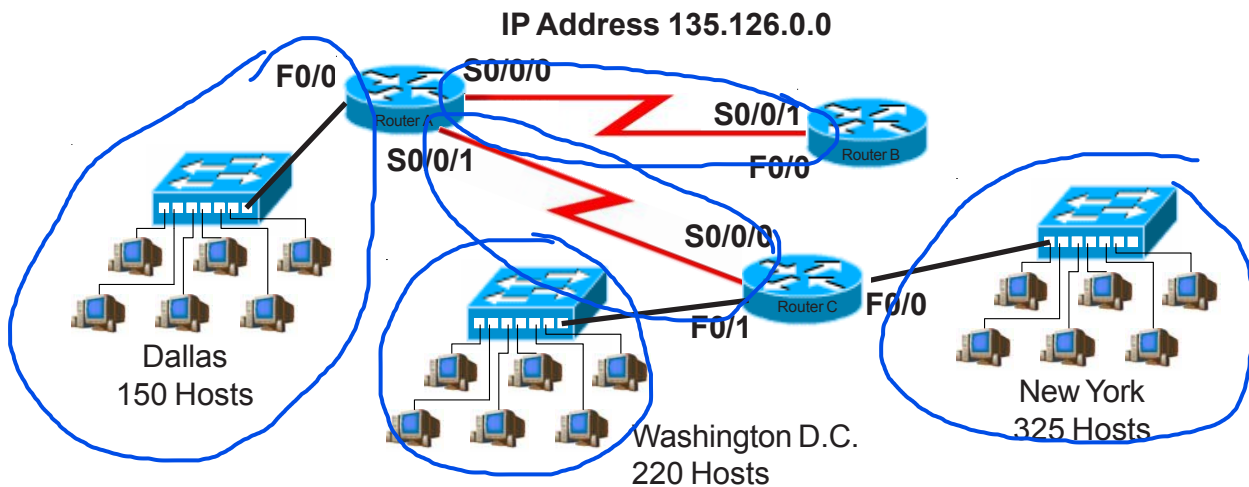 IP Address 135.126.0.0
F0/0
S0/0/0
Router A
S0/0/1
S0/0/1
Router B
F0/0
S0/0/0
Router C
F0/1
F0/0
Dallas
150 Hosts
Washington D.C.
220 Hosts
New York
325 Hosts